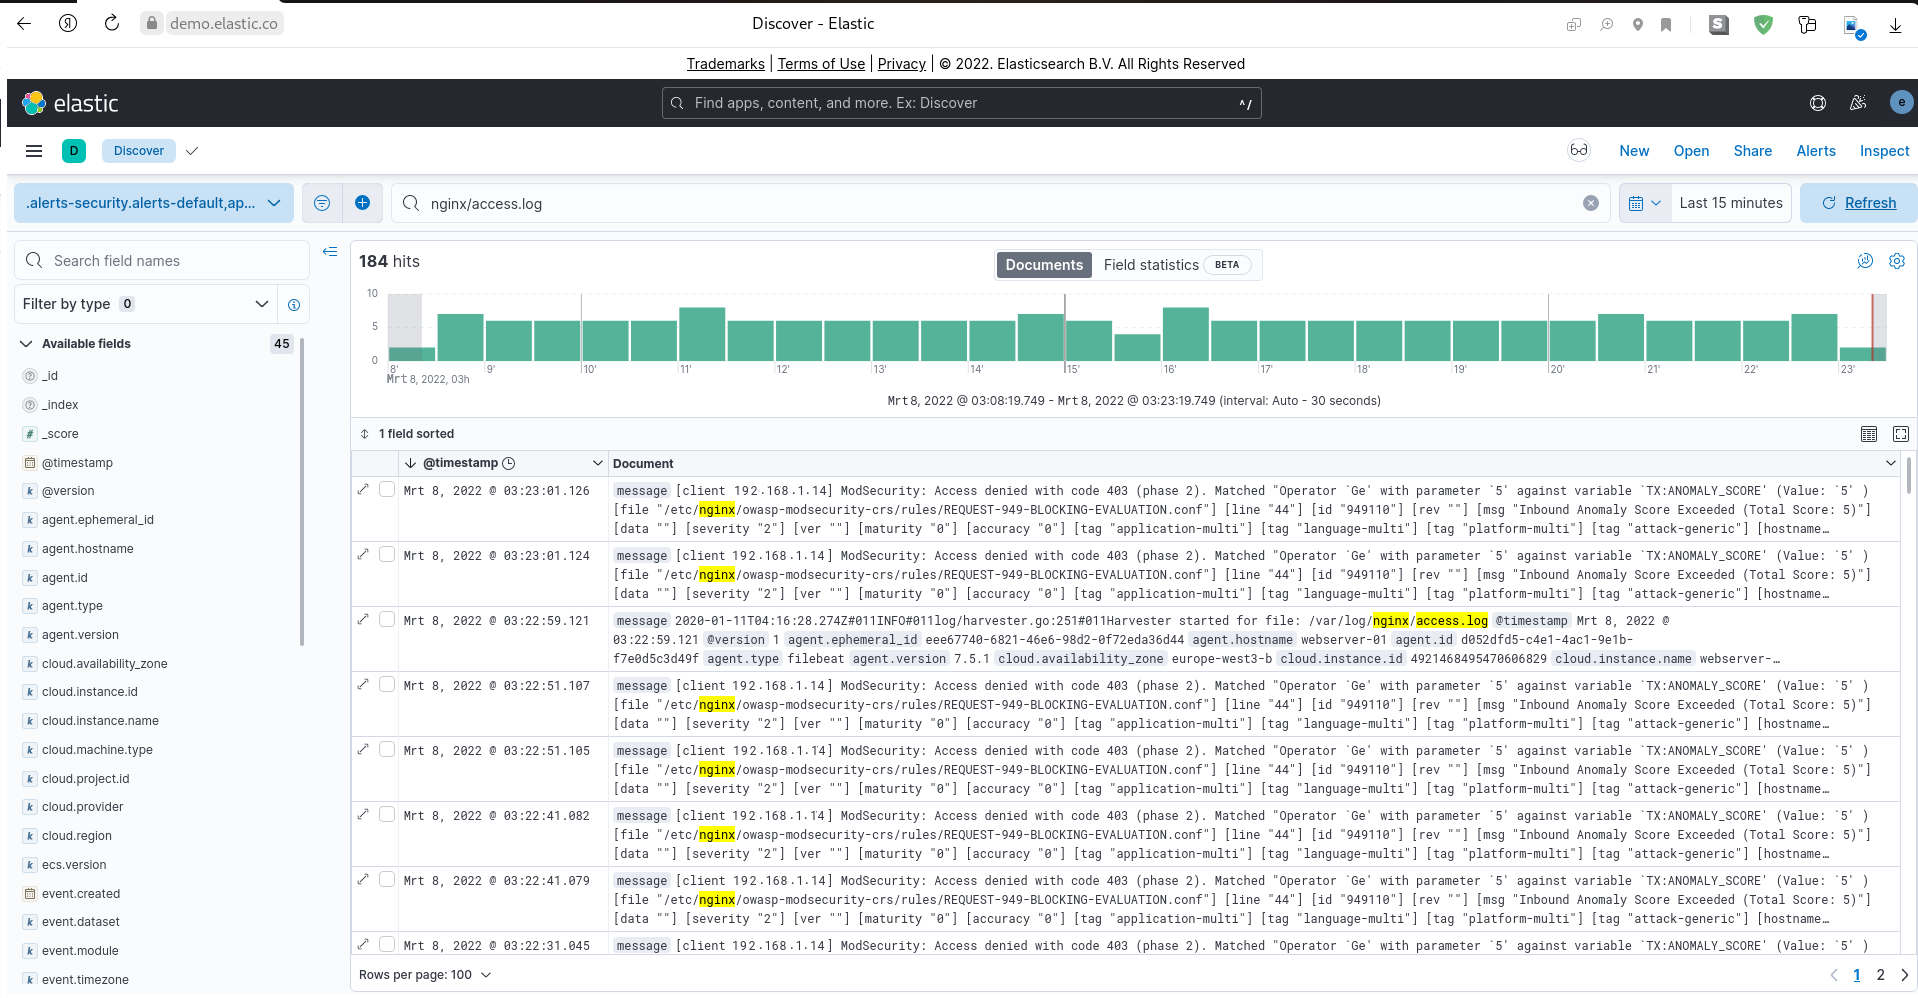 demo.elastic.co
Discover - Elastic
Trademarks | Terms of Use | Privacy | © 2022. Elasticsearch B.V. All Rights Reserved
elastic
Find apps, content, and more. Ex: Discover
^/
e
D
Discover
New
Open
Share
Alerts
Inspect
.alerts-security.alerts-default,ap...
nginx/access.log
Last 15 minutes
Refresh
Search field names
184 hits
Documents
Field statistics BETA
Filter by type 0
Available fields 45
_id
_index
_score
@timestamp
@version
agent.ephemeral_id
agent.hostname
agent.id
agent.type
agent.version
cloud.availability_zone
cloud.instance.id
cloud.instance.name
cloud.machine.type
cloud.project.id
cloud.provider
cloud.region
ecs.version
event.created
event.dataset
event.module
event.timezone
10
5
0
8' 9' 10' 11' 12' 13' 14' 15' 16' 17' 18' 19' 20' 21' 22' 23'
Mrt 8, 2022, 03h
Mrt 8, 2022 @ 03:08:19.749 - Mrt 8, 2022 @ 03:23:19.749 (interval: Auto - 30 seconds)
1 field sorted
@timestamp
Document
Mrt 8, 2022 @ 03:23:01.126
message [client 192.168.1.14] ModSecurity: Access denied with code 403 (phase 2). Matched "Operator `Ge' with parameter `5' against variable `TX:ANOMALY_SCORE' (Value: `5' )
[file "/etc/nginx/owasp-modsecurity-crs/rules/REQUEST-949-BLOCKING-EVALUATION.conf"] [line "44"] [id "949110"] [rev ""] [msg "Inbound Anomaly Score Exceeded (Total Score: 5)"]
[data ""] [severity "2"] [ver ""] [maturity "0"] [accuracy "0"] [tag "application-multi"] [tag "language-multi"] [tag "platform-multi"] [tag "attack-generic"] [hostname…
Mrt 8, 2022 @ 03:23:01.124
message [client 192.168.1.14] ModSecurity: Access denied with code 403 (phase 2). Matched "Operator `Ge' with parameter `5' against variable `TX:ANOMALY_SCORE' (Value: `5' )
[file "/etc/nginx/owasp-modsecurity-crs/rules/REQUEST-949-BLOCKING-EVALUATION.conf"] [line "44"] [id "949110"] [rev ""] [msg "Inbound Anomaly Score Exceeded (Total Score: 5)"]
[data ""] [severity "2"] [ver ""] [maturity "0"] [accuracy "0"] [tag "application-multi"] [tag "language-multi"] [tag "platform-multi"] [tag "attack-generic"] [hostname…
Mrt 8, 2022 @ 03:22:59.121
message 2020-01-11T04:16:28.274Z#011INFO#011log/harvester.go:251#011Harvester started for file: /var/log/nginx/access.log @timestamp Mrt 8, 2022 @
03:22:59.121 @version 1 agent.ephemeral_id eee67740-6821-46e6-98d2-0f72eda36d44 agent.hostname webserver-01 agent.id d052dfd5-c4e1-4ac1-9e1b-
f7e0d5c3d49f agent.type filebeat agent.version 7.5.1 cloud.availability_zone europe-west3-b cloud.instance.id 4921468495470606829 cloud.instance.name webserver-…
Mrt 8, 2022 @ 03:22:51.107
message [client 192.168.1.14] ModSecurity: Access denied with code 403 (phase 2). Matched "Operator `Ge' with parameter `5' against variable `TX:ANOMALY_SCORE' (Value: `5' )
[file "/etc/nginx/owasp-modsecurity-crs/rules/REQUEST-949-BLOCKING-EVALUATION.conf"] [line "44"] [id "949110"] [rev ""] [msg "Inbound Anomaly Score Exceeded (Total Score: 5)"]
[data ""] [severity "2"] [ver ""] [maturity "0"] [accuracy "0"] [tag "application-multi"] [tag "language-multi"] [tag "platform-multi"] [tag "attack-generic"] [hostname…
Mrt 8, 2022 @ 03:22:51.105
message [client 192.168.1.14] ModSecurity: Access denied with code 403 (phase 2). Matched "Operator `Ge' with parameter `5' against variable `TX:ANOMALY_SCORE' (Value: `5' )
[file "/etc/nginx/owasp-modsecurity-crs/rules/REQUEST-949-BLOCKING-EVALUATION.conf"] [line "44"] [id "949110"] [rev ""] [msg "Inbound Anomaly Score Exceeded (Total Score: 5)"]
[data ""] [severity "2"] [ver ""] [maturity "0"] [accuracy "0"] [tag "application-multi"] [tag "language-multi"] [tag "platform-multi"] [tag "attack-generic"] [hostname…
Mrt 8, 2022 @ 03:22:41.082
message [client 192.168.1.14] ModSecurity: Access denied with code 403 (phase 2). Matched "Operator `Ge' with parameter `5' against variable `TX:ANOMALY_SCORE' (Value: `5' )
[file "/etc/nginx/owasp-modsecurity-crs/rules/REQUEST-949-BLOCKING-EVALUATION.conf"] [line "44"] [id "949110"] [rev ""] [msg "Inbound Anomaly Score Exceeded (Total Score: 5)"]
[data ""] [severity "2"] [ver ""] [maturity "0"] [accuracy "0"] [tag "application-multi"] [tag "language-multi"] [tag "platform-multi"] [tag "attack-generic"] [hostname…
Mrt 8, 2022 @ 03:22:41.079
message [client 192.168.1.14] ModSecurity: Access denied with code 403 (phase 2). Matched "Operator `Ge' with parameter `5' against variable `TX:ANOMALY_SCORE' (Value: `5' )
[file "/etc/nginx/owasp-modsecurity-crs/rules/REQUEST-949-BLOCKING-EVALUATION.conf"] [line "44"] [id "949110"] [rev ""] [msg "Inbound Anomaly Score Exceeded (Total Score: 5)"]
[data ""] [severity "2"] [ver ""] [maturity "0"] [accuracy "0"] [tag "application-multi"] [tag "language-multi"] [tag "platform-multi"] [tag "attack-generic"] [hostname…
Mrt 8, 2022 @ 03:22:31.045
message [client 192.168.1.14] ModSecurity: Access denied with code 403 (phase 2). Matched "Operator `Ge' with parameter `5' against variable `TX:ANOMALY_SCORE' (Value: `5' )
Rows per page: 100
1 2